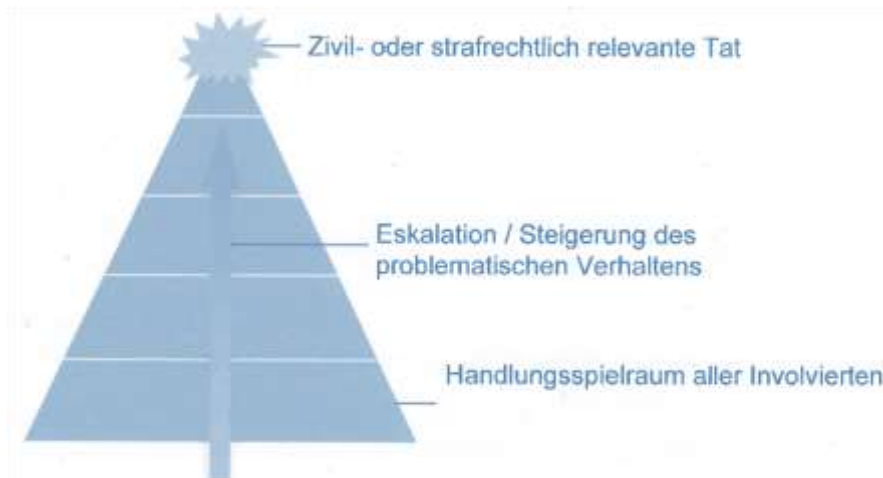 Zivil- oder strafrechtlich relevante Tat
Eskalation / Steigerung des
problematischen Verhaltens
Handlungsspielraum aller Involvierten